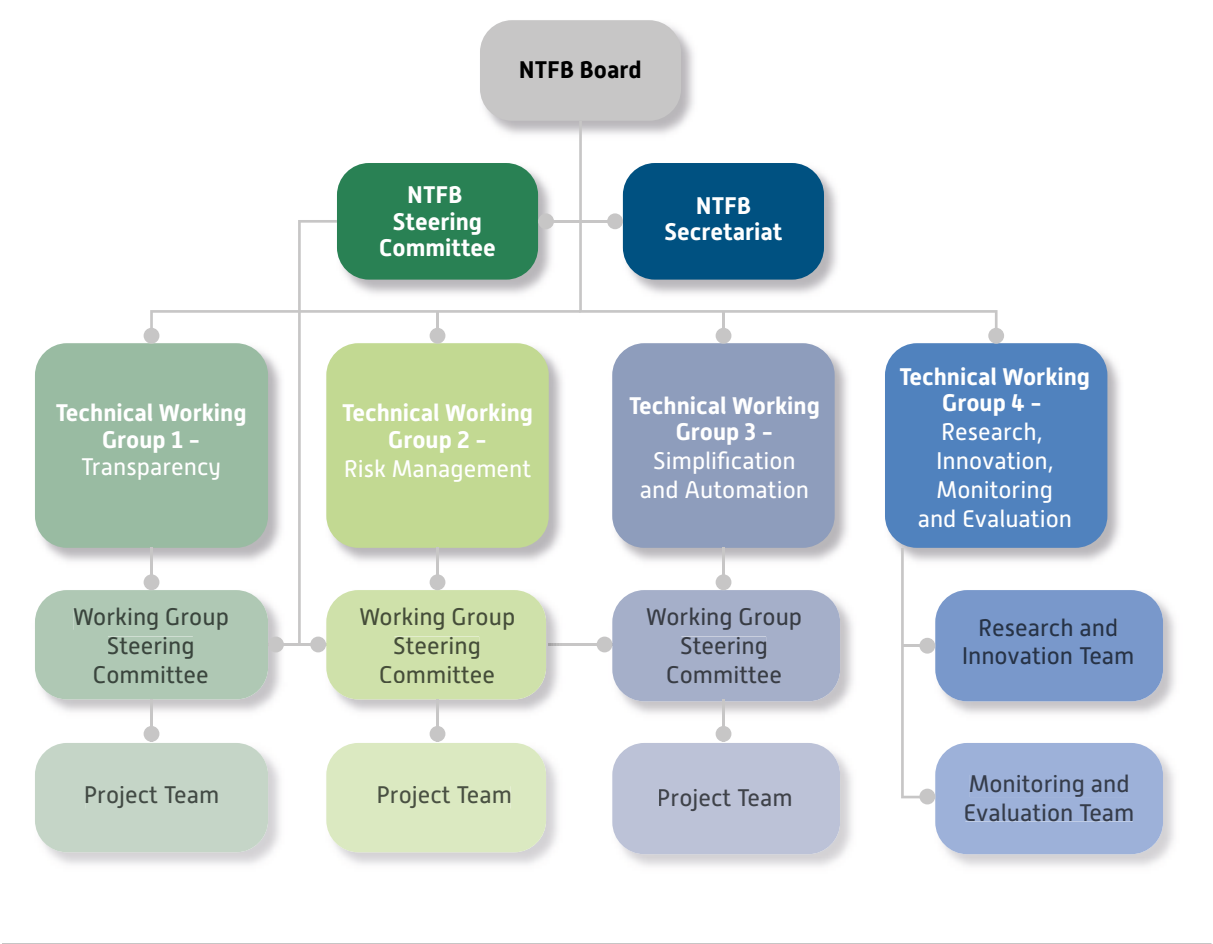 NTFB Board
NTFB
Steering
Committee
NTFB
Secretariat
Technical Working
Group 1 –
Transparency
Technical Working
Group 2 –
Risk Management
Technical Working
Group 3 –
Simplification
and Automation
Technical Working
Group 4 –
Research,
Innovation,
Monitoring
and Evaluation
Working Group
Steering
Committee
Working Group
Steering
Committee
Working Group
Steering
Committee
Research and
Innovation Team
Project Team
Project Team
Project Team
Monitoring and
Evaluation Team